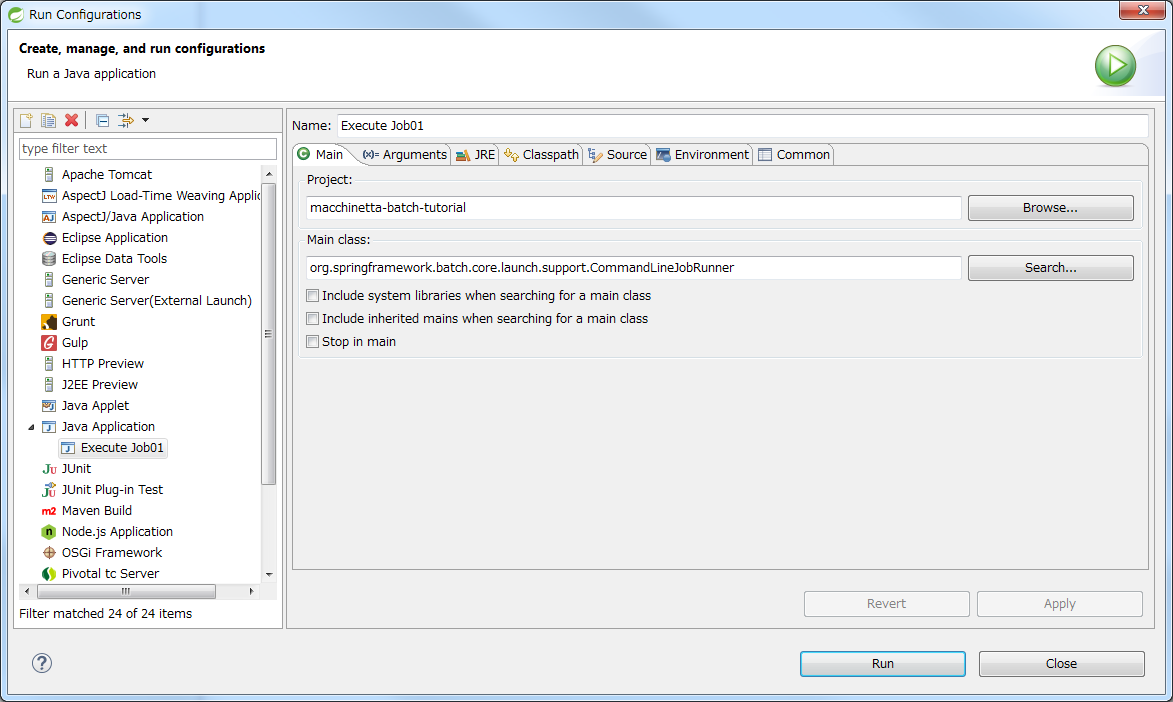 Run Configurations
Create, manage, and run configurations
Run a Java application
type filter text
Apache Tomcat
AspectJ Load-Time Weaving Applic
AspectJ/Java Application
Eclipse Application
Eclipse Data Tools
Generic Server
Generic Server(External Launch)
Grunt
Gulp
HTTP Preview
J2EE Preview
Java Applet
Java Application
Execute Job01
JUnit
JUnit Plug-in Test
Maven Build
Node.js Application
OSGi Framework
Pivotal tc Server
Filter matched 24 of 24 items
Name: Execute Job01
Main (x)= Arguments JRE Classpath Source Environment Common
Project:
macchinetta-batch-tutorial Browse...
Main class:
org.springframework.batch.core.launch.support.CommandLineJobRunner Search...
Include system libraries when searching for a main class
Include inherited mains when searching for a main class
Stop in main
Revert Apply
Run Close